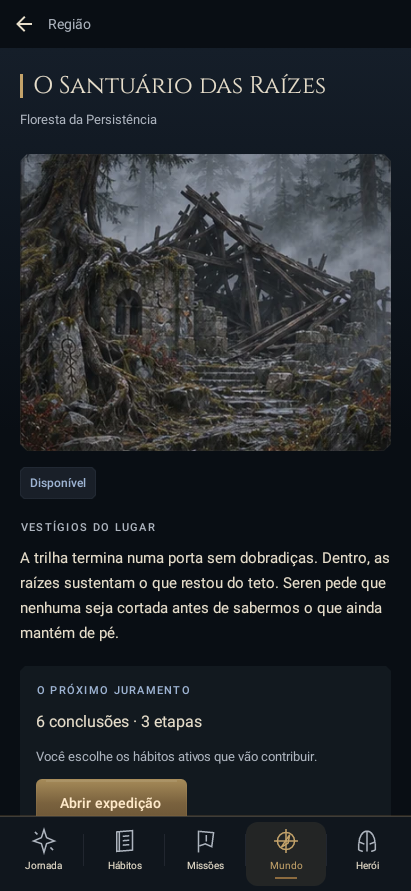 Região
O Santuário das Raízes
Floresta da Persistência
Disponível
VESTÍGIOS DO LUGAR
A trilha termina numa porta sem dobradiças. Dentro, as
raízes sustentam o que restou do teto. Seren pede que
nenhuma seja cortada antes de sabermos o que ainda
mantém de pé.
O PRÓXIMO JURAMENTO
6 conclusões · 3 etapas
Você escolhe os hábitos ativos que vão contribuir.
Abrir expedição
Jornada
Hábitos
Missões
Mundo
Herói